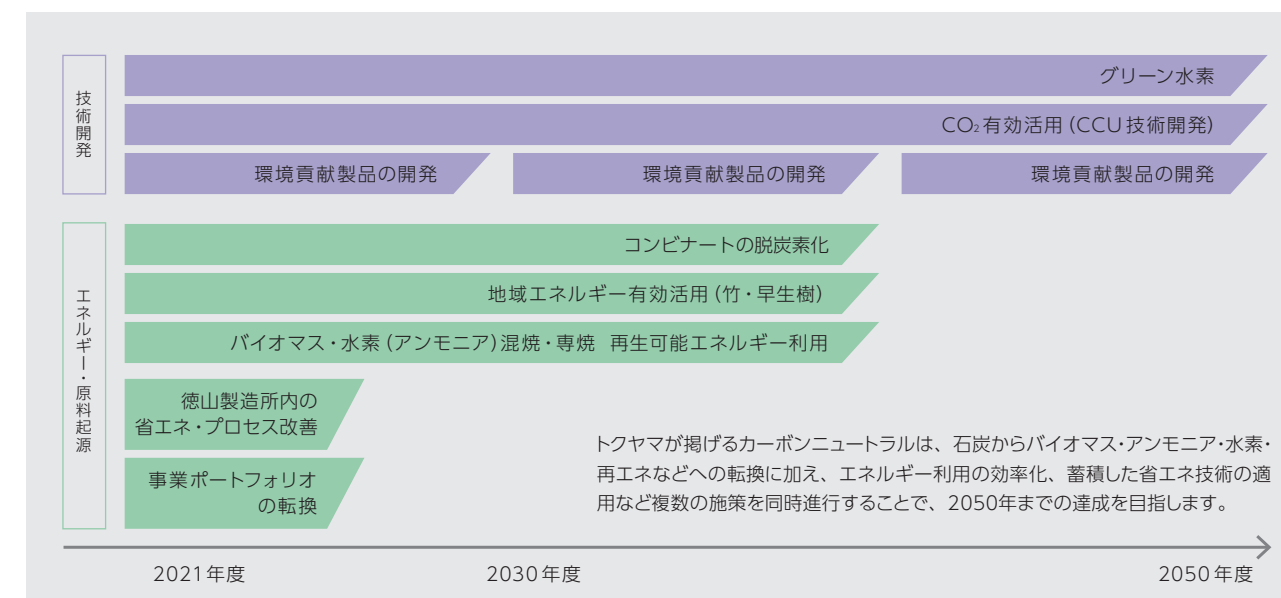 技術開発
グリーン水素
CO₂有効活用（CCU技術開発）
環境貢献製品の開発 環境貢献製品の開発 環境貢献製品の開発
エネルギー・原料起源
コンビナートの脱炭素化
地域エネルギー有効活用（竹・早生樹）
バイオマス・水素（アンモニア）混焼・専焼 再生可能エネルギー利用
徳山製造所内の
省エネ・プロセス改善
事業ポートフォリオ
の転換
トクヤマが掲げるカーボンニュートラルは、石炭からバイオマス・アンモニア・水素・
再エネなどへの転換に加え、エネルギー利用の効率化、蓄積した省エネ技術の適
用など複数の施策を同時進行することで、2050年までの達成を目指します。
2021年度 2030年度 2050年度